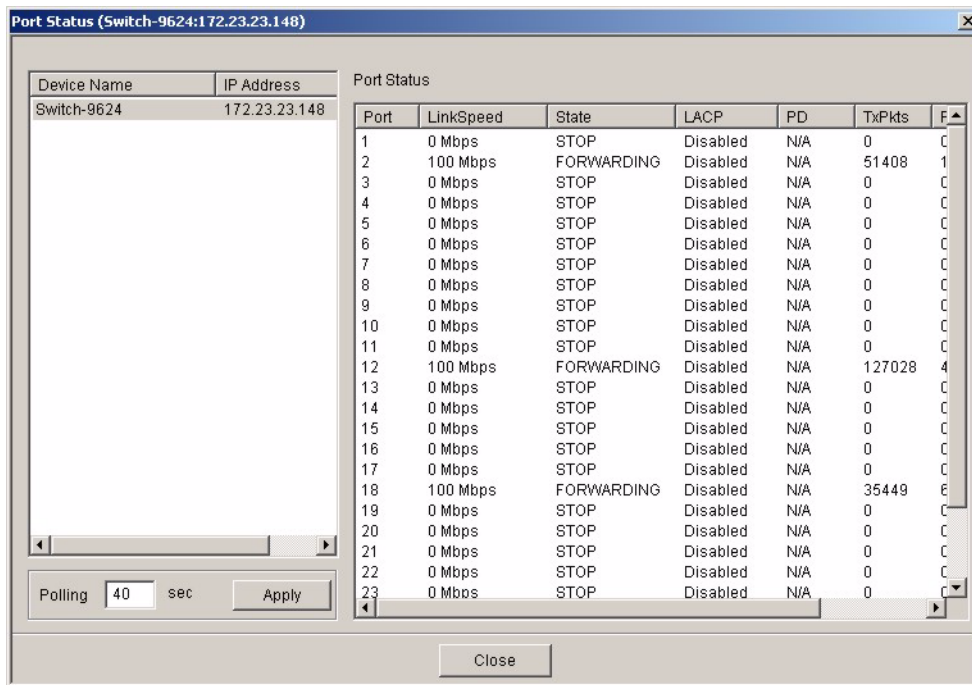 Port Status (Switch-9624:172.23.23.148)
Device Name IP Address
Switch-9624 172.23.23.148
Port Status
Port LinkSpeed State LACP PD TxPkts
1 0 Mbps STOP Disabled N/A 0
2 100 Mbps FORWARDING Disabled N/A 51408 1
3 0 Mbps STOP Disabled N/A 0
4 0 Mbps STOP Disabled N/A 0
5 0 Mbps STOP Disabled N/A 0
6 0 Mbps STOP Disabled N/A 0
7 0 Mbps STOP Disabled N/A 0
8 0 Mbps STOP Disabled N/A 0
9 0 Mbps STOP Disabled N/A 0
10 0 Mbps STOP Disabled N/A 0
11 0 Mbps STOP Disabled N/A 0
12 100 Mbps FORWARDING Disabled N/A 127028 4
13 0 Mbps STOP Disabled N/A 0
14 0 Mbps STOP Disabled N/A 0
15 0 Mbps STOP Disabled N/A 0
16 0 Mbps STOP Disabled N/A 0
17 0 Mbps STOP Disabled N/A 0
18 100 Mbps FORWARDING Disabled N/A 35449
19 0 Mbps STOP Disabled N/A 0
20 0 Mbps STOP Disabled N/A 0
21 0 Mbps STOP Disabled N/A 0
22 0 Mbps STOP Disabled N/A 0
23 0 Mbps STOP Disabled N/A 0
Polling 40 sec Apply
Close